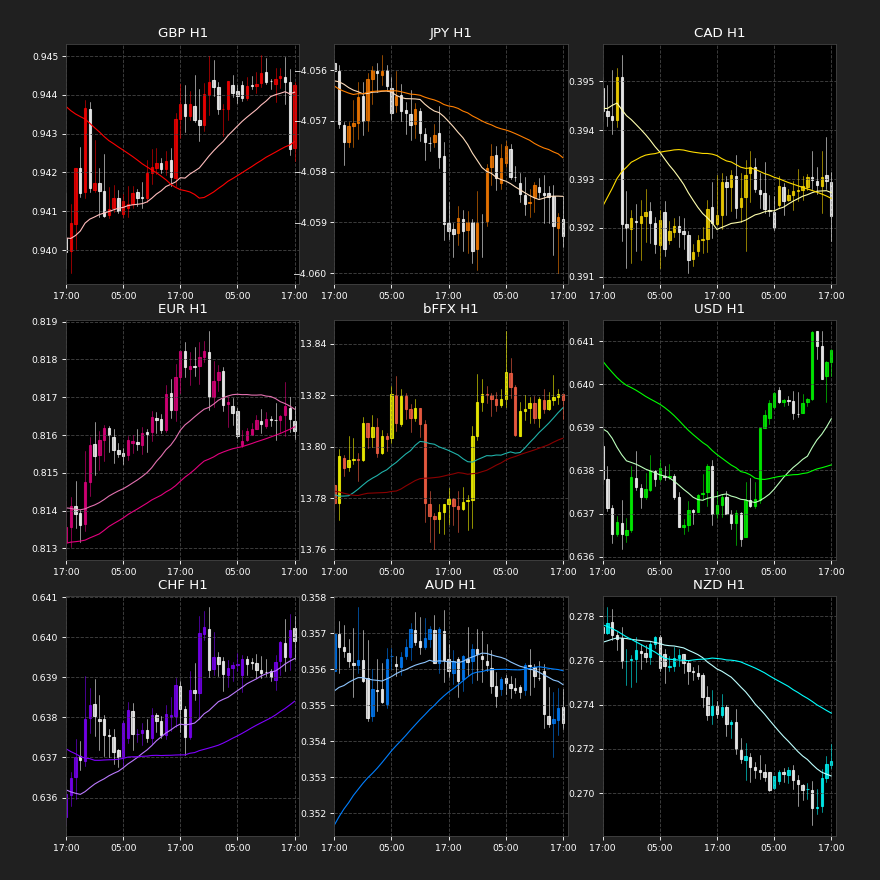 GBP H1
0.945
0.944
0.943
0.942
0.941
0.940
17:00 05:00 17:00 05:00 17:00
JPY H1
−4.056
−4.057
−4.058
−4.059
−4.060
17:00 05:00 17:00 05:00 17:00
CAD H1
0.395
0.394
0.393
0.392
0.391
17:00 05:00 17:00 05:00 17:00
EUR H1
0.819
0.818
0.817
0.816
0.815
0.814
0.813
17:00 05:00 17:00 05:00 17:00
bFFX H1
13.84
13.82
13.80
13.78
13.76
17:00 05:00 17:00 05:00 17:00
USD H1
0.641
0.640
0.639
0.638
0.637
0.636
17:00 05:00 17:00 05:00 17:00
CHF H1
0.641
0.640
0.639
0.638
0.637
0.636
17:00 05:00 17:00 05:00 17:00
AUD H1
0.358
0.357
0.356
0.355
0.354
0.353
0.352
17:00 05:00 17:00 05:00 17:00
NZD H1
0.278
0.276
0.274
0.272
0.270
17:00 05:00 17:00 05:00 17:00